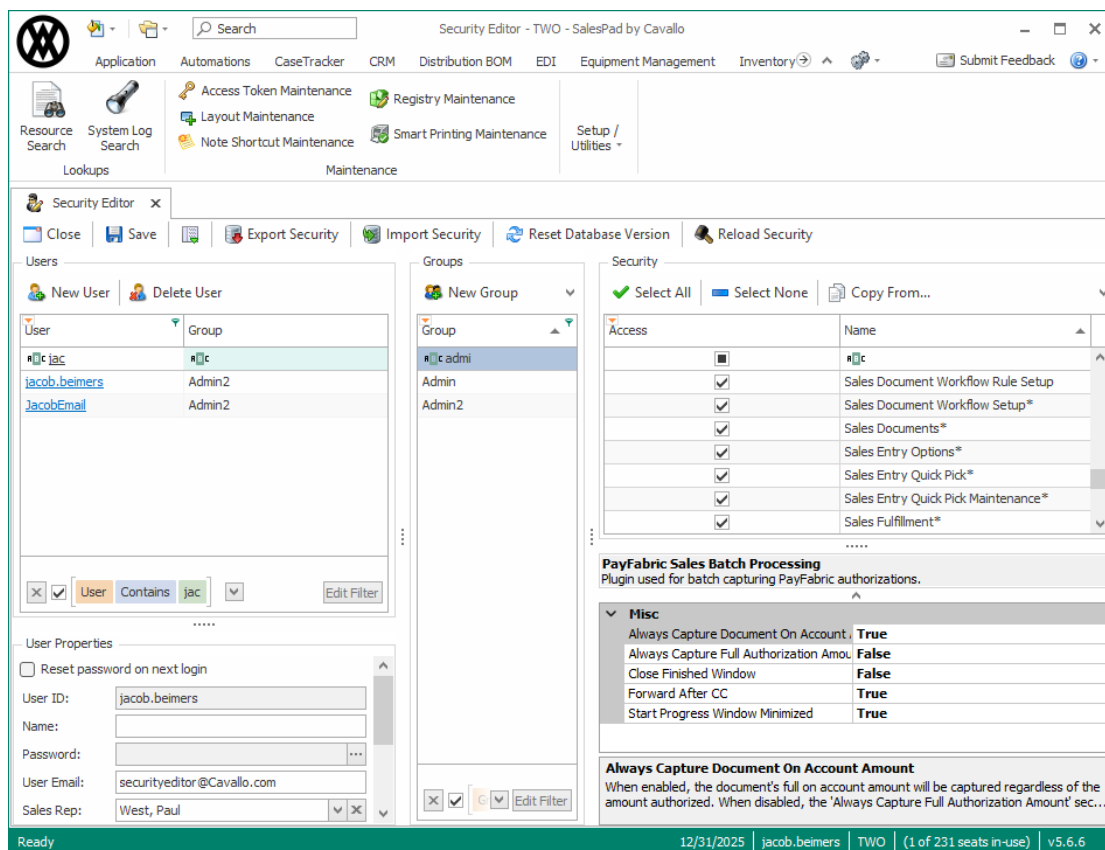 Search
Security Editor - TWO - SalesPad by Cavallo
Application Automations CaseTracker CRM Distribution BOM EDI Equipment Management Inventory Submit Feedback
Resource Search
System Log Search
Access Token Maintenance
Layout Maintenance
Note Shortcut Maintenance
Registry Maintenance
Smart Printing Maintenance
Setup / Utilities
Lookups
Maintenance
Security Editor
Close Save Export Security Import Security Reset Database Version Reload Security
Users
New User Delete User
User Group
jac
jacob.beimers Admin2
JacobEmail Admin2
User Contains jac Edit Filter
User Properties
Reset password on next login
User ID: jacob.beimers
Name:
Password:
User Email: securityeditor@Cavallo.com
Sales Rep: West, Paul
Groups
New Group
Group
admi
Admin
Admin2
Edit Filter
Security
Select All Select None Copy From...
Access Name
Sales Document Workflow Rule Setup
Sales Document Workflow Setup*
Sales Documents*
Sales Entry Options*
Sales Entry Quick Pick*
Sales Entry Quick Pick Maintenance*
Sales Fulfillment*
PayFabric Sales Batch Processing
Plugin used for batch capturing PayFabric authorizations.
Misc
Always Capture Document On Account True
Always Capture Full Authorization Amou False
Close Finished Window False
Forward After CC True
Start Progress Window Minimized True
Always Capture Document On Account Amount
When enabled, the document's full on account amount will be captured regardless of the
amount authorized. When disabled, the 'Always Capture Full Authorization Amount' sec...
Ready
12/31/2025 jacob.beimers TWO (1 of 231 seats in-use) v5.6.6